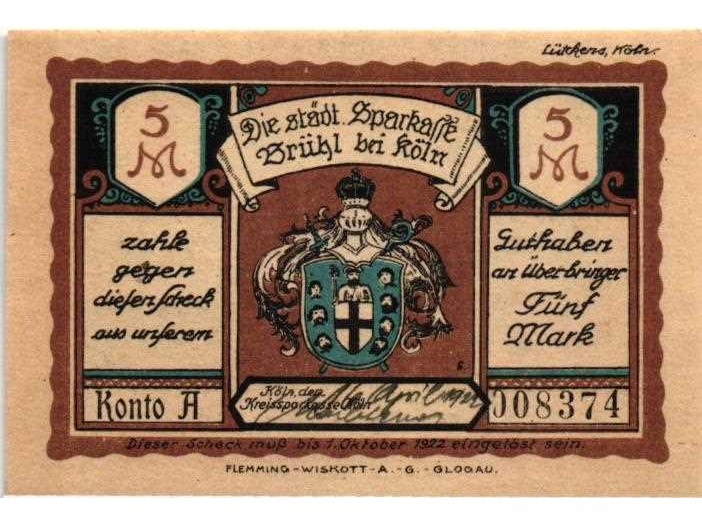 Lütkens, Köln.
5
M
Die städt. Sparkasse
Brühl bei Köln
5
M
zahle
gegen
diesen Scheck
aus unserem
Guthaben
an Überbringer
Fünf
Mark
Konto A
Köln, den
Kreissparkasse Köln
008374
Dieser Scheck muß bis 1. Oktober 1922 eingelöst sein.
FLEMMING-WISKOTT-A.-G.-GLOGAU.